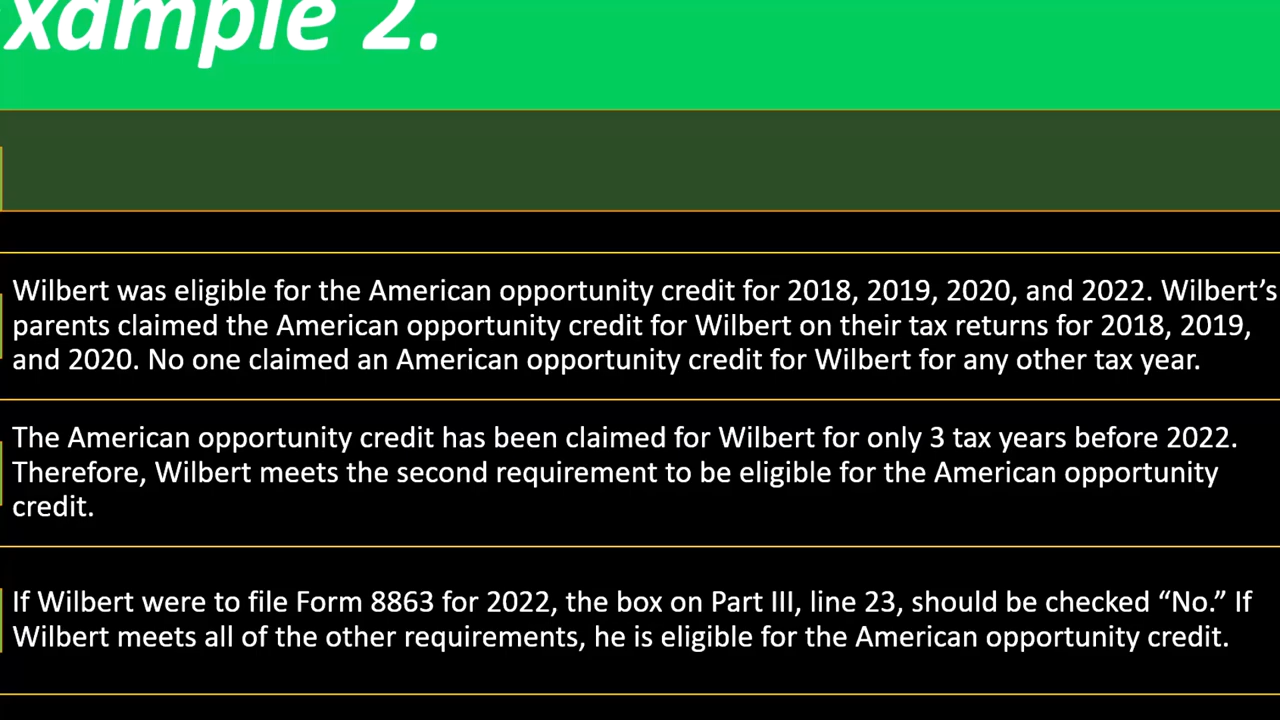 xample 2.
Wilbert was eligible for the American opportunity credit for 2018, 2019, 2020, and 2022. Wilbert’s
parents claimed the American opportunity credit for Wilbert on their tax returns for 2018, 2019,
and 2020. No one claimed an American opportunity credit for Wilbert for any other tax year.
The American opportunity credit has been claimed for Wilbert for only 3 tax years before 2022.
Therefore, Wilbert meets the second requirement to be eligible for the American opportunity
credit.
If Wilbert were to file Form 8863 for 2022, the box on Part III, line 23, should be checked “No.” If
Wilbert meets all of the other requirements, he is eligible for the American opportunity credit.